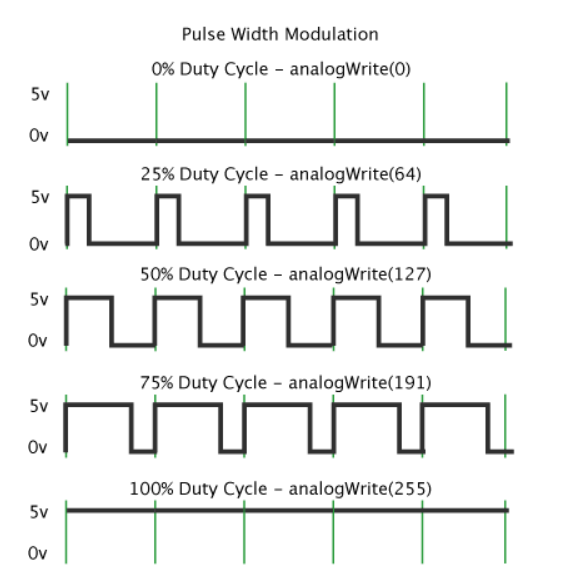 Pulse Width Modulation
0% Duty Cycle – analogWrite(0)
5v
0v
25% Duty Cycle – analogWrite(64)
5v
0v
50% Duty Cycle – analogWrite(127)
5v
0v
75% Duty Cycle – analogWrite(191)
5v
0v
100% Duty Cycle – analogWrite(255)
5v
0v